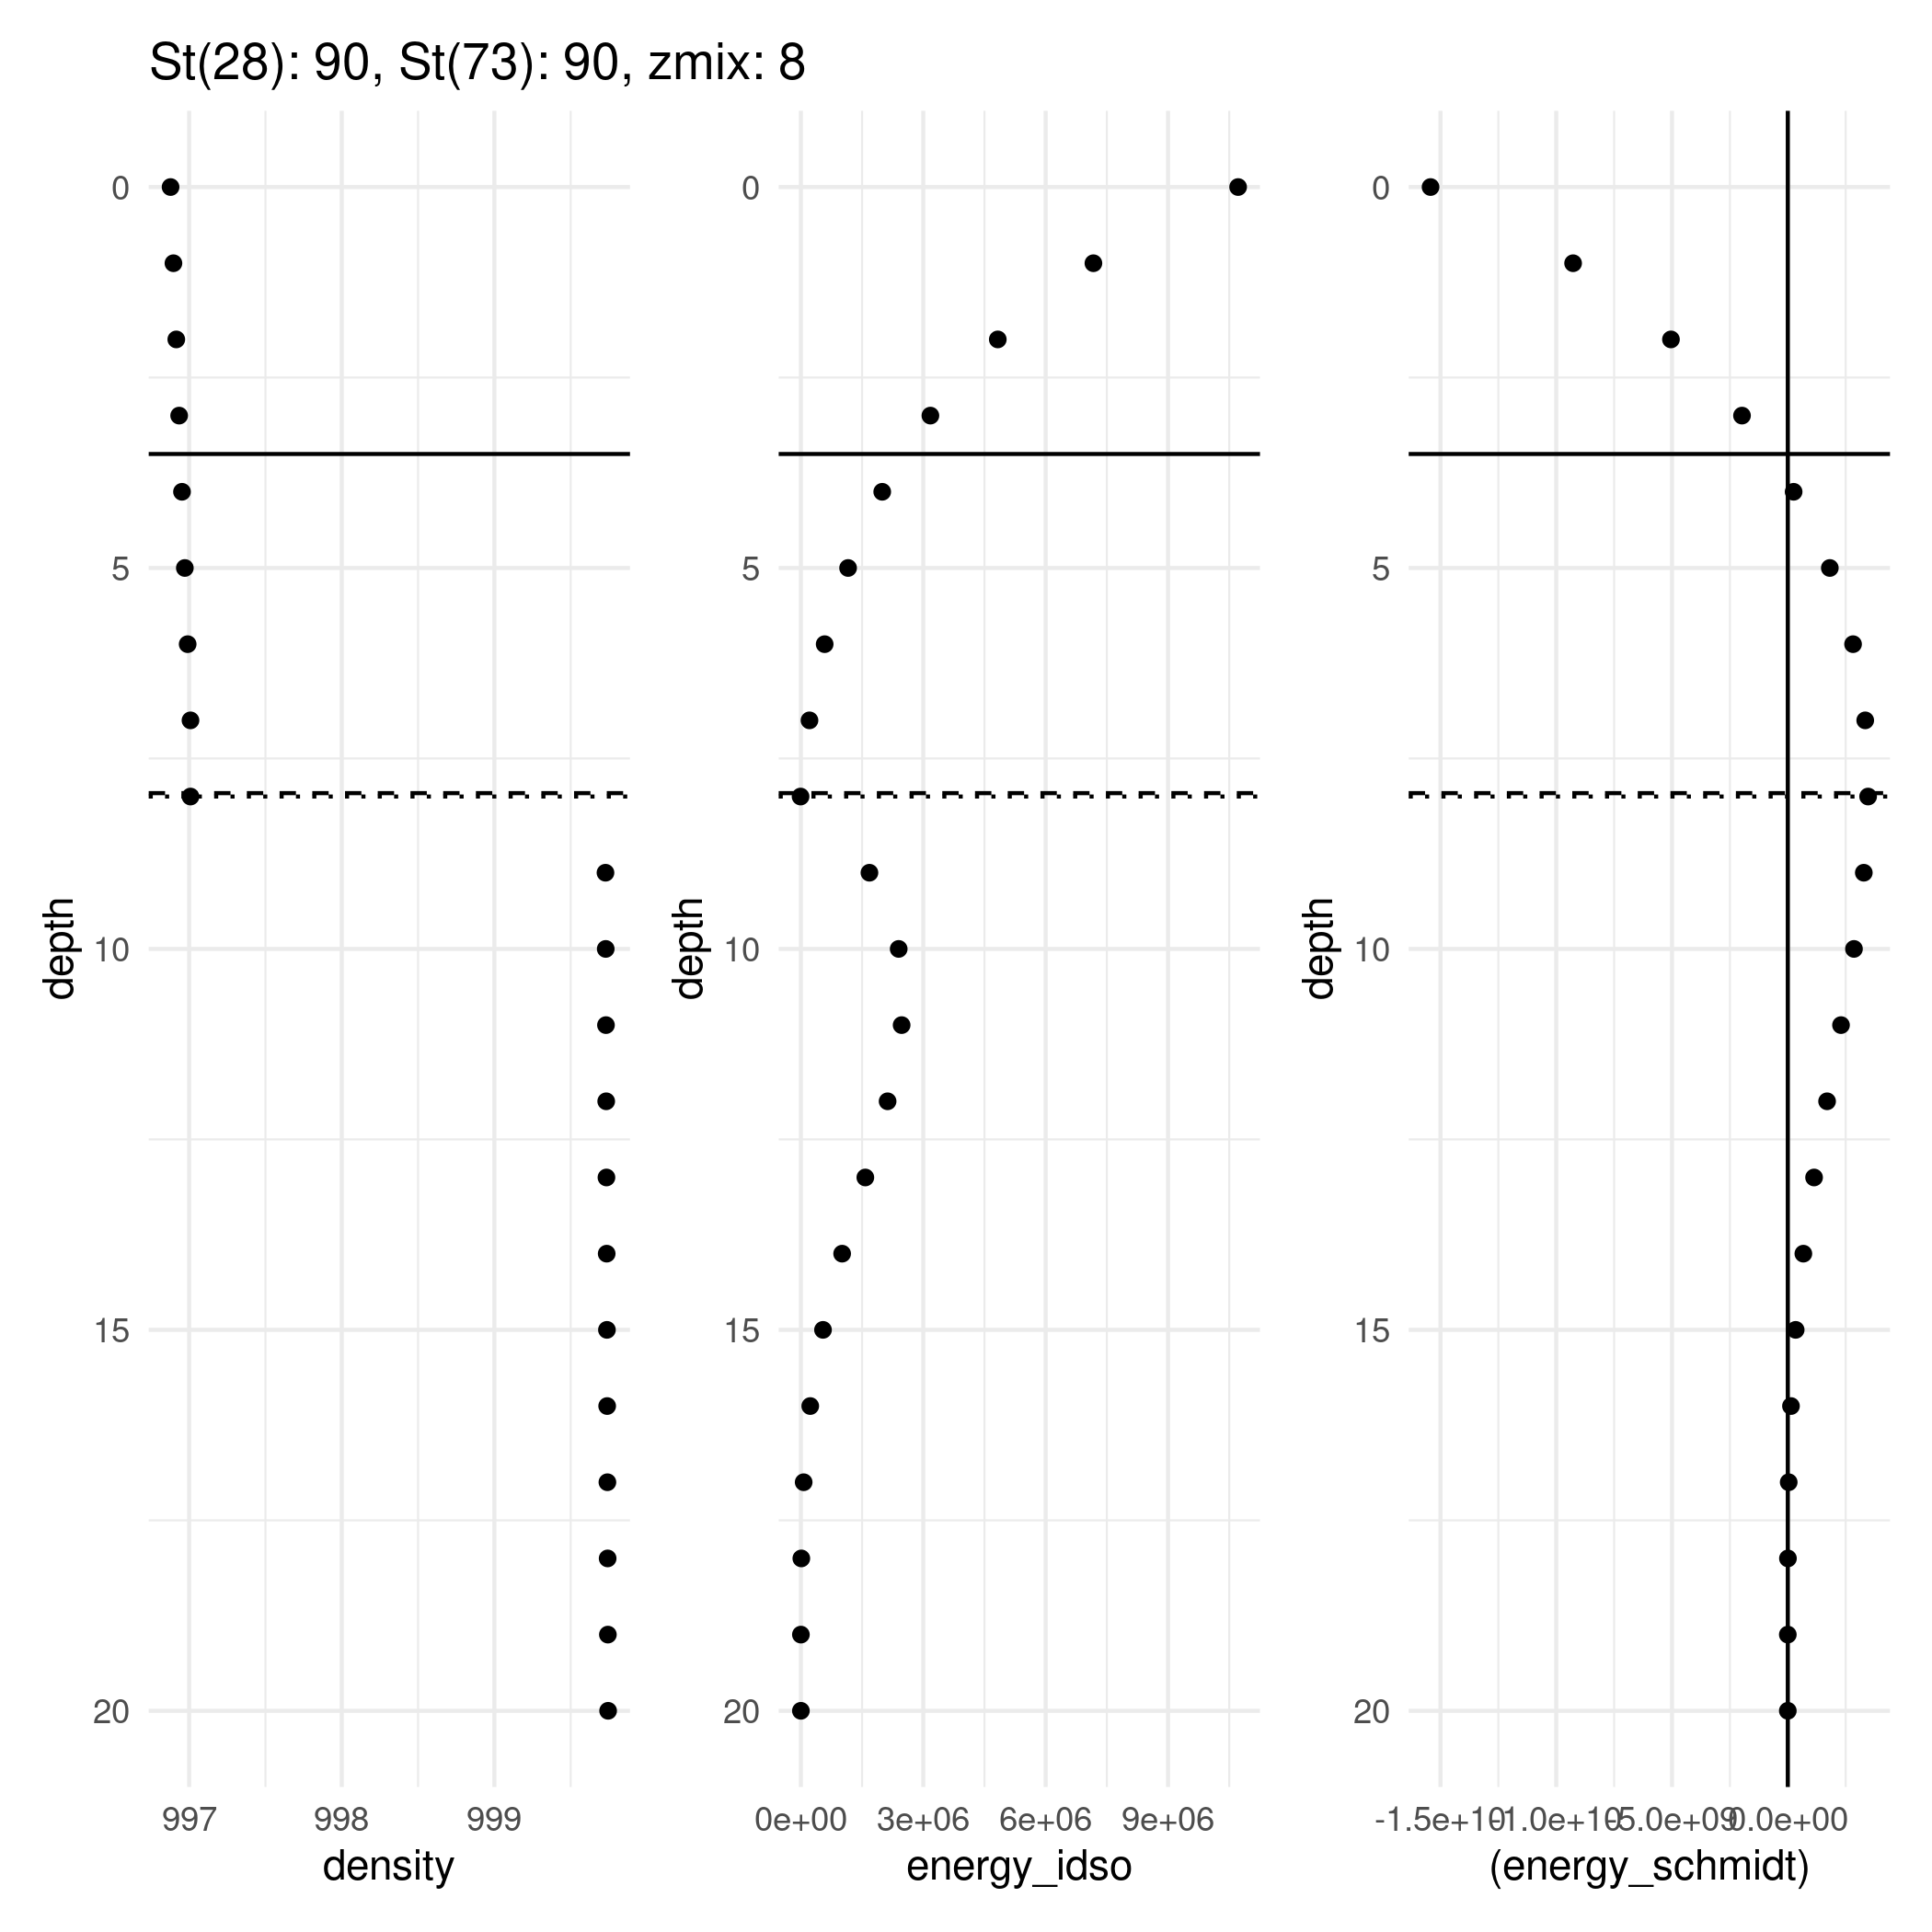 St(28): 90, St(73): 90, zmix: 8
depth
0
5
10
15
20
997 998 999
density
depth
0
5
10
15
20
0e+00 3e+06 6e+06 9e+06
energy_idso
depth
0
5
10
15
20
-1.5e+10 -1.0e+10 -5.0e+09 0.0e+00
(energy_schmidt)